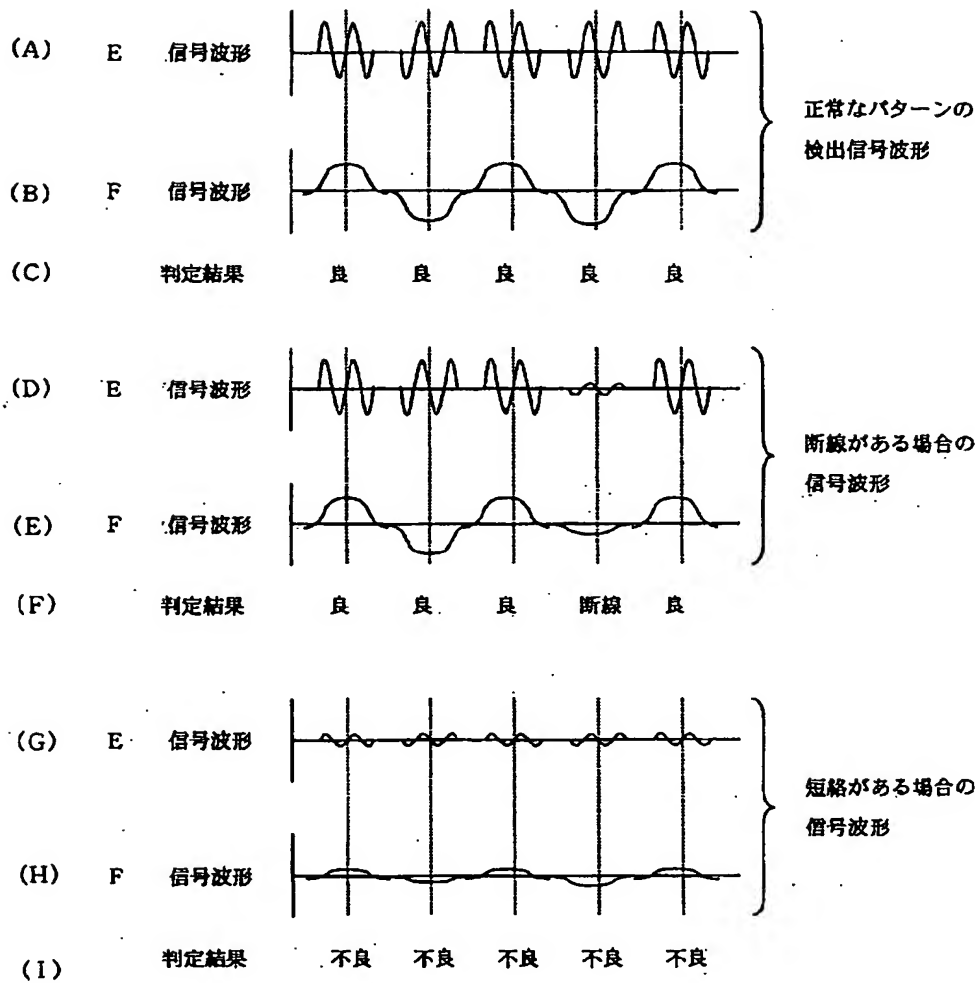 (A) E 信号波形
正常なパターンの
検出信号波形
(B) F 信号波形
(C) 判定結果 良 良 良 良 良
(D) E 信号波形
断線がある場合の
信号波形
(E) F 信号波形
(F) 判定結果 良 良 良 断線 良
(G) E 信号波形
短絡がある場合の
信号波形
(H) F 信号波形
(I) 判定結果 不良 不良 不良 不良 不良